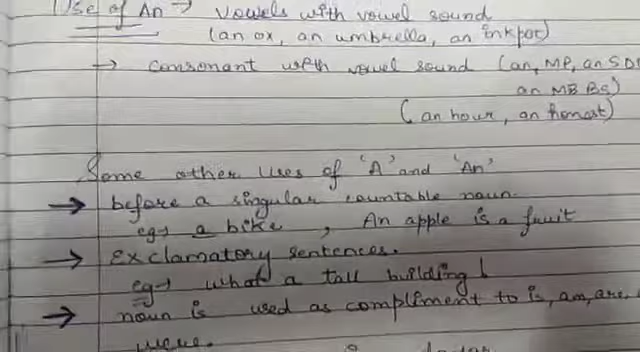 Use of An → vowels with vowel sound
(an ox, an umbrella, an inkpot)
→ consonant with vowel sound (an, MP, an SD
an MBBS)
(an hour, an honest)
Some other uses of 'A' and 'An'
→ before a singular countable noun.
eg → a bike, An apple is a fruit
→ Exclamatory sentences.
eg → what a tall building!
→ noun is used as compliment to is, am, are,